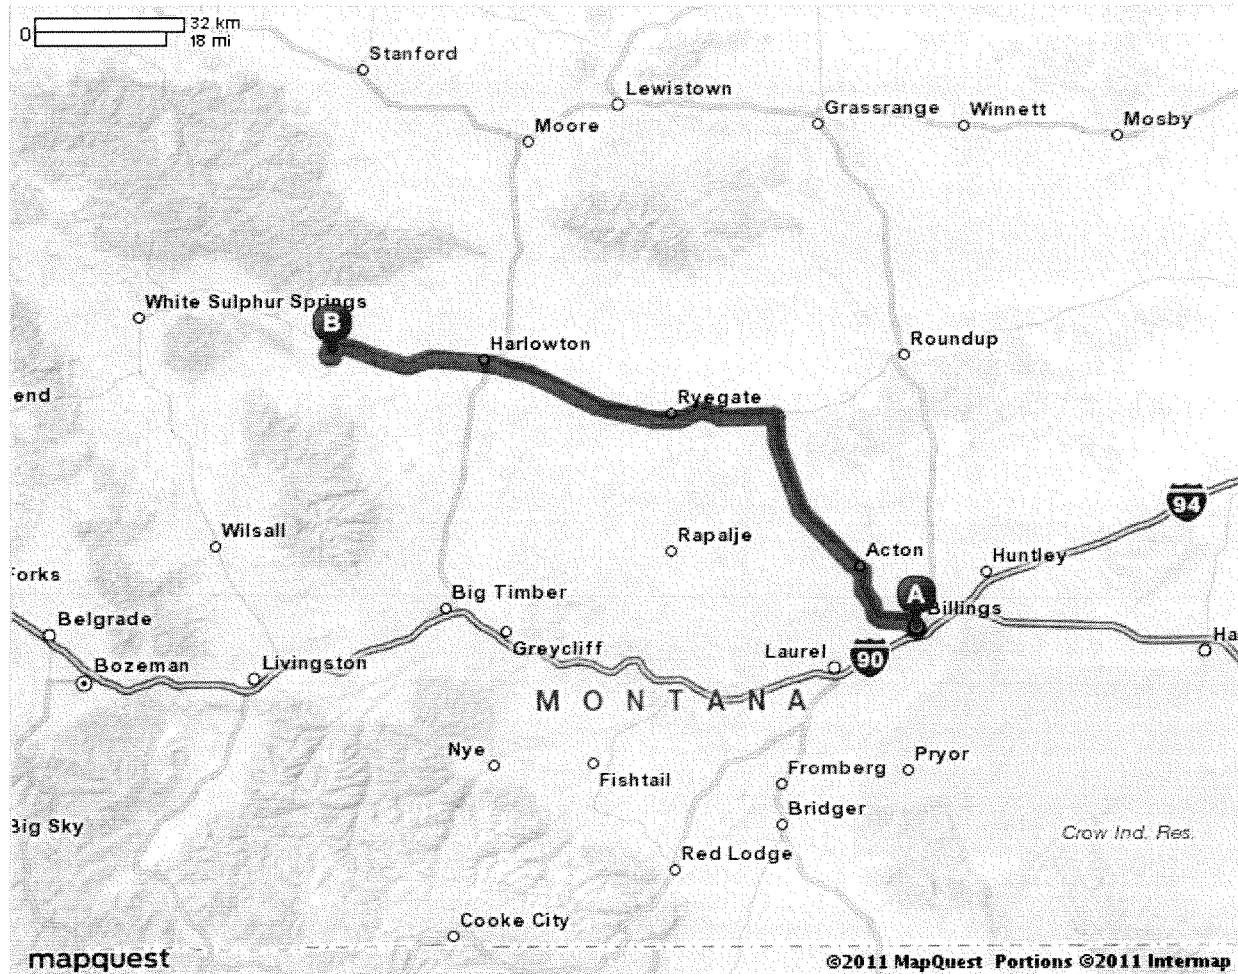 0 32 km
18 mi
Stanford
Lewistown
Grassrange
Winnett
Mosby
Moore
White Sulphur Springs
B
Harlowton
Roundup
end
Ryegate
94
Wilsall
Rapalje
Acton
Huntley
Forks
Big Timber
A
Billings
Belgrade
Greycliff
Ha
Bozeman
Livingston
Laurel
90
MONTANA
Nye
Fishtail
Fromberg
Pryor
Bridger
Big Sky
Crow Ind. Res.
Red Lodge
Cooke City
mapquest
©2011 MapQuest Portions ©2011 Intermap